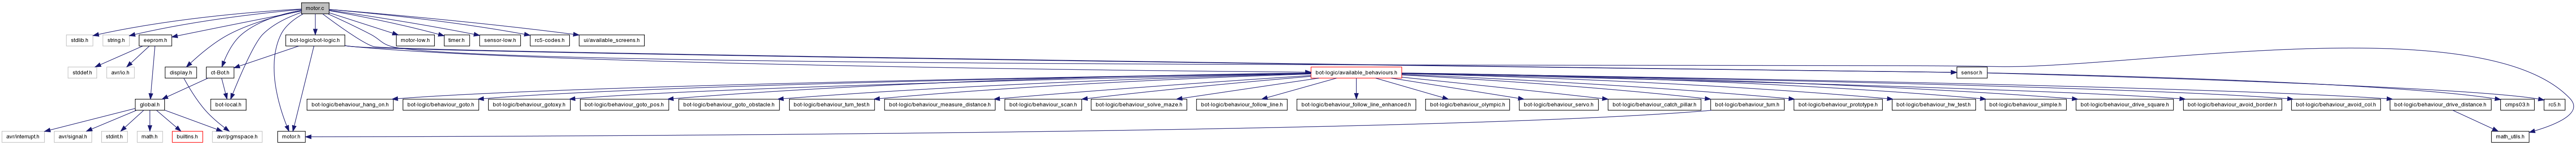 motor.c
stdlib.h
string.h
eeprom.h
bot-logic/bot-logic.h
motor-low.h
timer.h
sensor-low.h
rc5-codes.h
ui/available_screens.h
stddef.h
avr/io.h
display.h
ct-Bot.h
bot-logic/available_behaviours.h
sensor.h
global.h
bot-local.h
bot-logic/behaviour_hang_on.h
bot-logic/behaviour_goto.h
bot-logic/behaviour_gotoxy.h
bot-logic/behaviour_goto_pos.h
bot-logic/behaviour_goto_obstacle.h
bot-logic/behaviour_turn_test.h
bot-logic/behaviour_measure_distance.h
bot-logic/behaviour_scan.h
bot-logic/behaviour_solve_maze.h
bot-logic/behaviour_follow_line.h
bot-logic/behaviour_follow_line_enhanced.h
bot-logic/behaviour_olympic.h
bot-logic/behaviour_servo.h
bot-logic/behaviour_catch_pillar.h
bot-logic/behaviour_turn.h
bot-logic/behaviour_prototype.h
bot-logic/behaviour_hw_test.h
bot-logic/behaviour_simple.h
bot-logic/behaviour_drive_square.h
bot-logic/behaviour_avoid_border.h
bot-logic/behaviour_avoid_col.h
bot-logic/behaviour_drive_distance.h
cmps03.h
rc5.h
avr/interrupt.h
avr/signal.h
stdint.h
math.h
builtins.h
avr/pgmspace.h
motor.h
math_utils.h